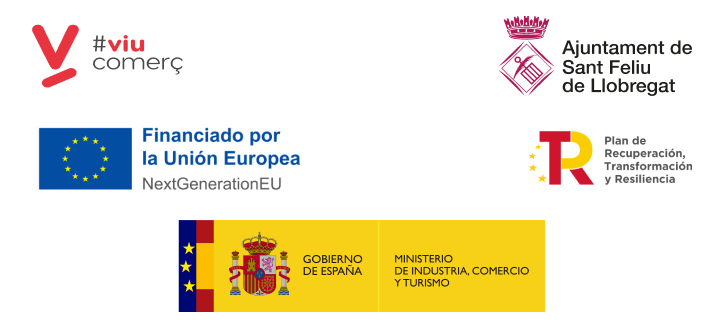 #viu
comerç
Ajuntament de
Sant Feliu
de Llobregat
Financiado por
la Unión Europea
NextGenerationEU
TR
Plan de
Recuperación,
Transformación
y Resiliencia
GOBIERNO
DE ESPAÑA
MINISTERIO
DE INDUSTRIA, COMERCIO
Y TURISMO